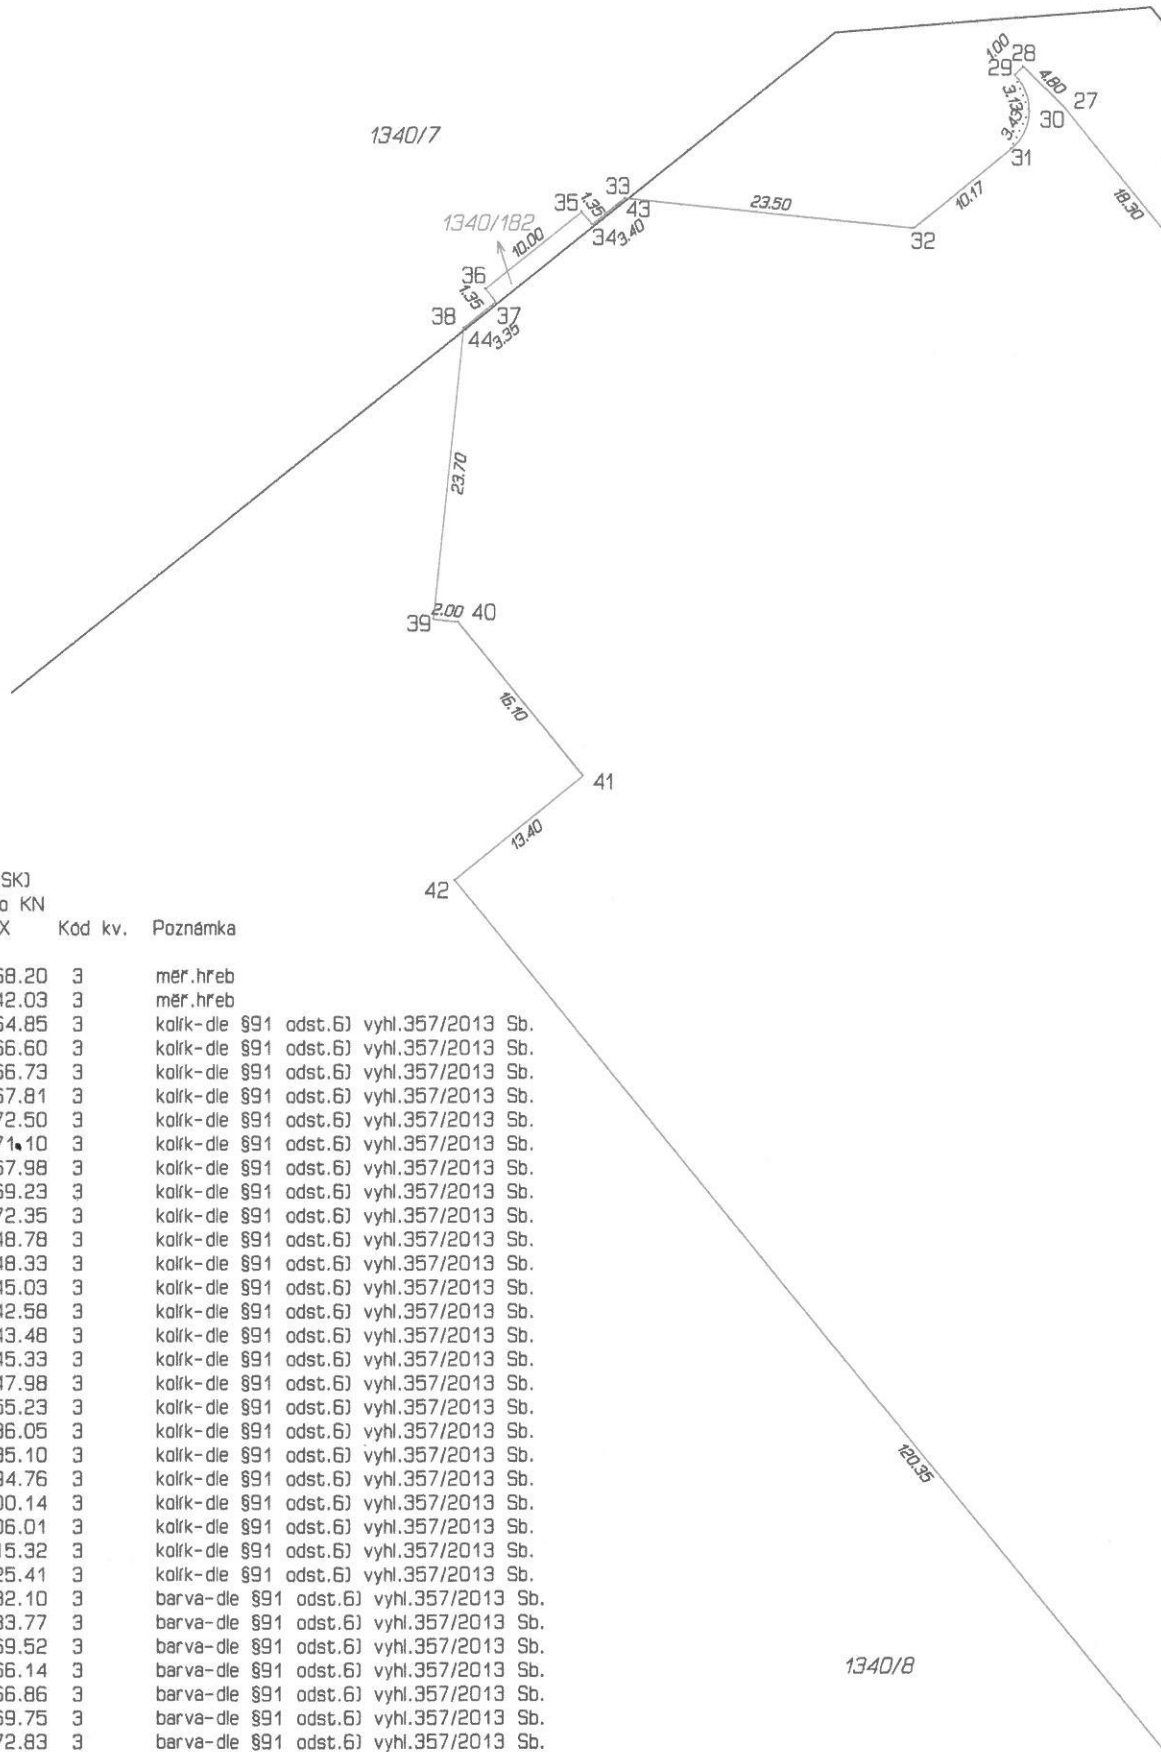 1.00 28
29
4.80
27
3.13
30
3.43
31
1340/7
33
35
1.35
43
23.50
10.17
18.30
1340/182
10.00
34 3.40
32
36
1.35
38
37
44 3.35
23.70
39 2.00 40
16.10
41
13.40
42
SK)
o KN
X Kód kv. Poznámka
68.20 3 měř.hřeb
42.03 3 měř.hřeb
64.85 3 kolík-dle §91 odst.6) vyhl.357/2013 Sb.
66.60 3 kolík-dle §91 odst.6) vyhl.357/2013 Sb.
66.73 3 kolík-dle §91 odst.6) vyhl.357/2013 Sb.
67.81 3 kolík-dle §91 odst.6) vyhl.357/2013 Sb.
72.50 3 kolík-dle §91 odst.6) vyhl.357/2013 Sb.
71.10 3 kolík-dle §91 odst.6) vyhl.357/2013 Sb.
67.98 3 kolík-dle §91 odst.6) vyhl.357/2013 Sb.
69.23 3 kolík-dle §91 odst.6) vyhl.357/2013 Sb.
72.35 3 kolík-dle §91 odst.6) vyhl.357/2013 Sb.
48.78 3 kolík-dle §91 odst.6) vyhl.357/2013 Sb.
48.33 3 kolík-dle §91 odst.6) vyhl.357/2013 Sb.
45.03 3 kolík-dle §91 odst.6) vyhl.357/2013 Sb.
42.58 3 kolík-dle §91 odst.6) vyhl.357/2013 Sb.
43.48 3 kolík-dle §91 odst.6) vyhl.357/2013 Sb.
45.33 3 kolík-dle §91 odst.6) vyhl.357/2013 Sb.
47.98 3 kolík-dle §91 odst.6) vyhl.357/2013 Sb.
65.23 3 kolík-dle §91 odst.6) vyhl.357/2013 Sb.
96.05 3 kolík-dle §91 odst.6) vyhl.357/2013 Sb.
95.10 3 kolík-dle §91 odst.6) vyhl.357/2013 Sb.
94.76 3 kolík-dle §91 odst.6) vyhl.357/2013 Sb.
00.14 3 kolík-dle §91 odst.6) vyhl.357/2013 Sb.
06.01 3 kolík-dle §91 odst.6) vyhl.357/2013 Sb.
15.32 3 kolík-dle §91 odst.6) vyhl.357/2013 Sb.
25.41 3 kolík-dle §91 odst.6) vyhl.357/2013 Sb.
82.10 3 barva-dle §91 odst.6) vyhl.357/2013 Sb.
83.77 3 barva-dle §91 odst.6) vyhl.357/2013 Sb.
69.52 3 barva-dle §91 odst.6) vyhl.357/2013 Sb.
66.14 3 barva-dle §91 odst.6) vyhl.357/2013 Sb.
66.86 3 barva-dle §91 odst.6) vyhl.357/2013 Sb.
69.75 3 barva-dle §91 odst.6) vyhl.357/2013 Sb.
72.83 3 barva-dle §91 odst.6) vyhl.357/2013 Sb.
120.35
1340/8